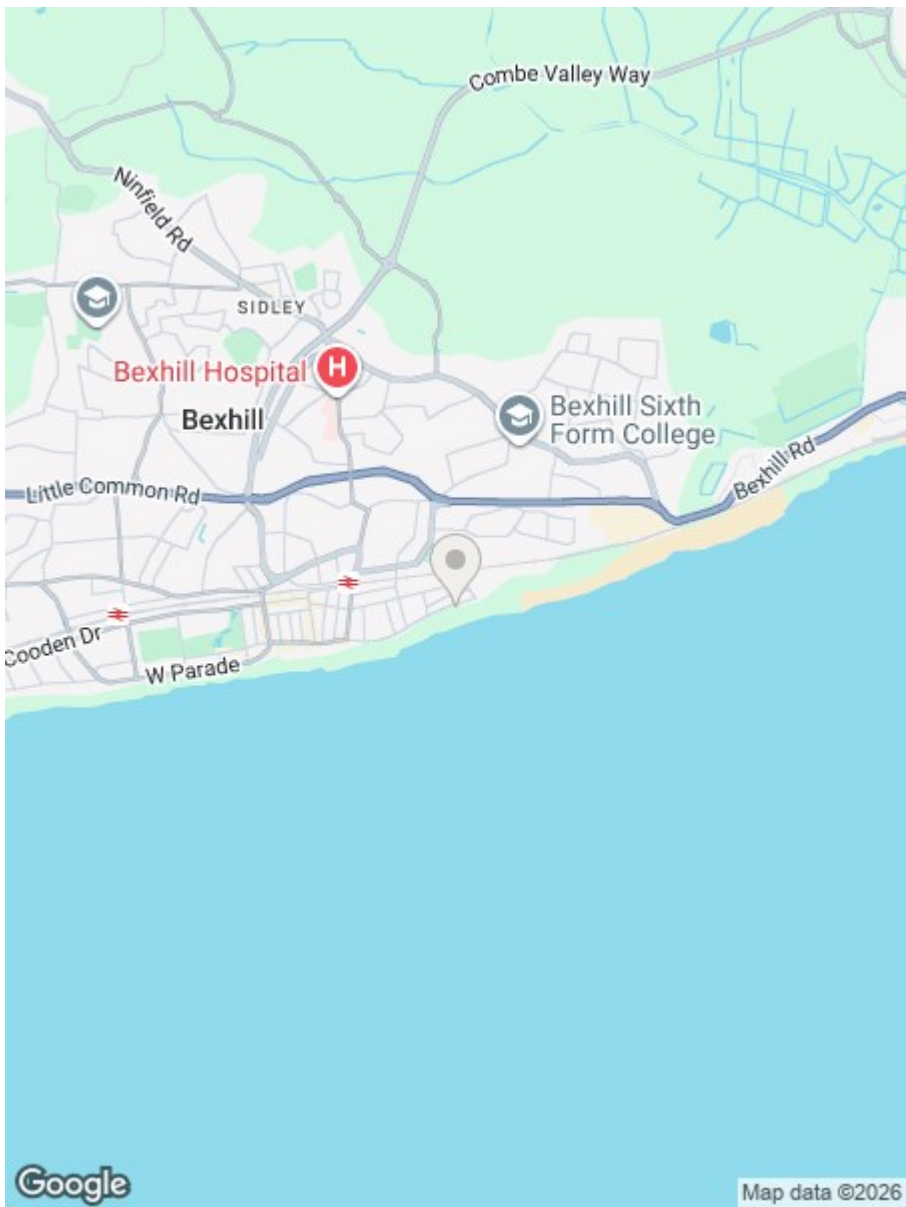 Combe Valley Way
Ninfield Rd
SIDLEY
Bexhill Hospital
H
Bexhill
Bexhill Sixth
Form College
Bexhill Rd
Little Common Rd
Cooden Dr
W Parade
Google
Map data ©2026